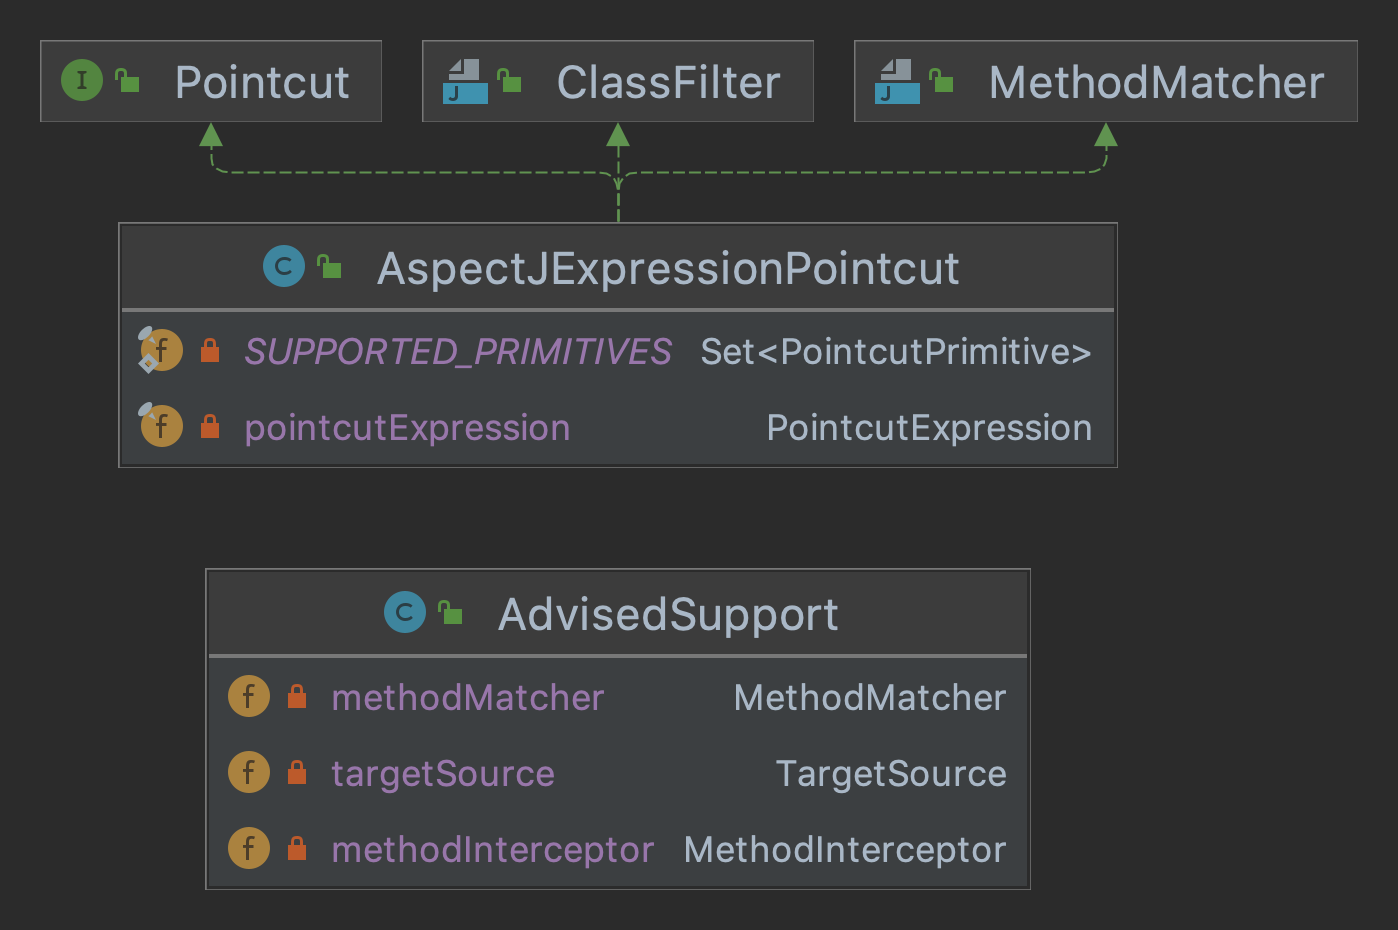 I Pointcut
J ClassFilter
J MethodMatcher
C AspectJExpressionPointcut
f SUPPORTED_PRIMITIVES Set<PointcutPrimitive>
f pointcutExpression PointcutExpression
C AdvisedSupport
f methodMatcher MethodMatcher
f targetSource TargetSource
f methodInterceptor MethodInterceptor